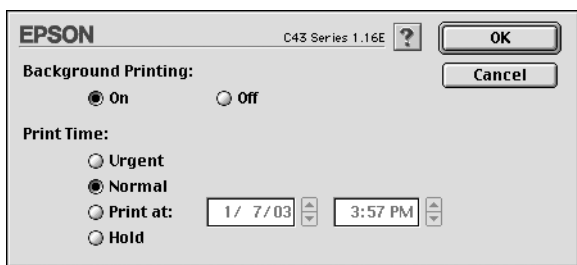 EPSON C43 Series 1.16E ? OK
Background Printing: Cancel
On Off
Print Time:
Urgent
Normal
Print at: 1/ 7/03 3:57 PM
Hold